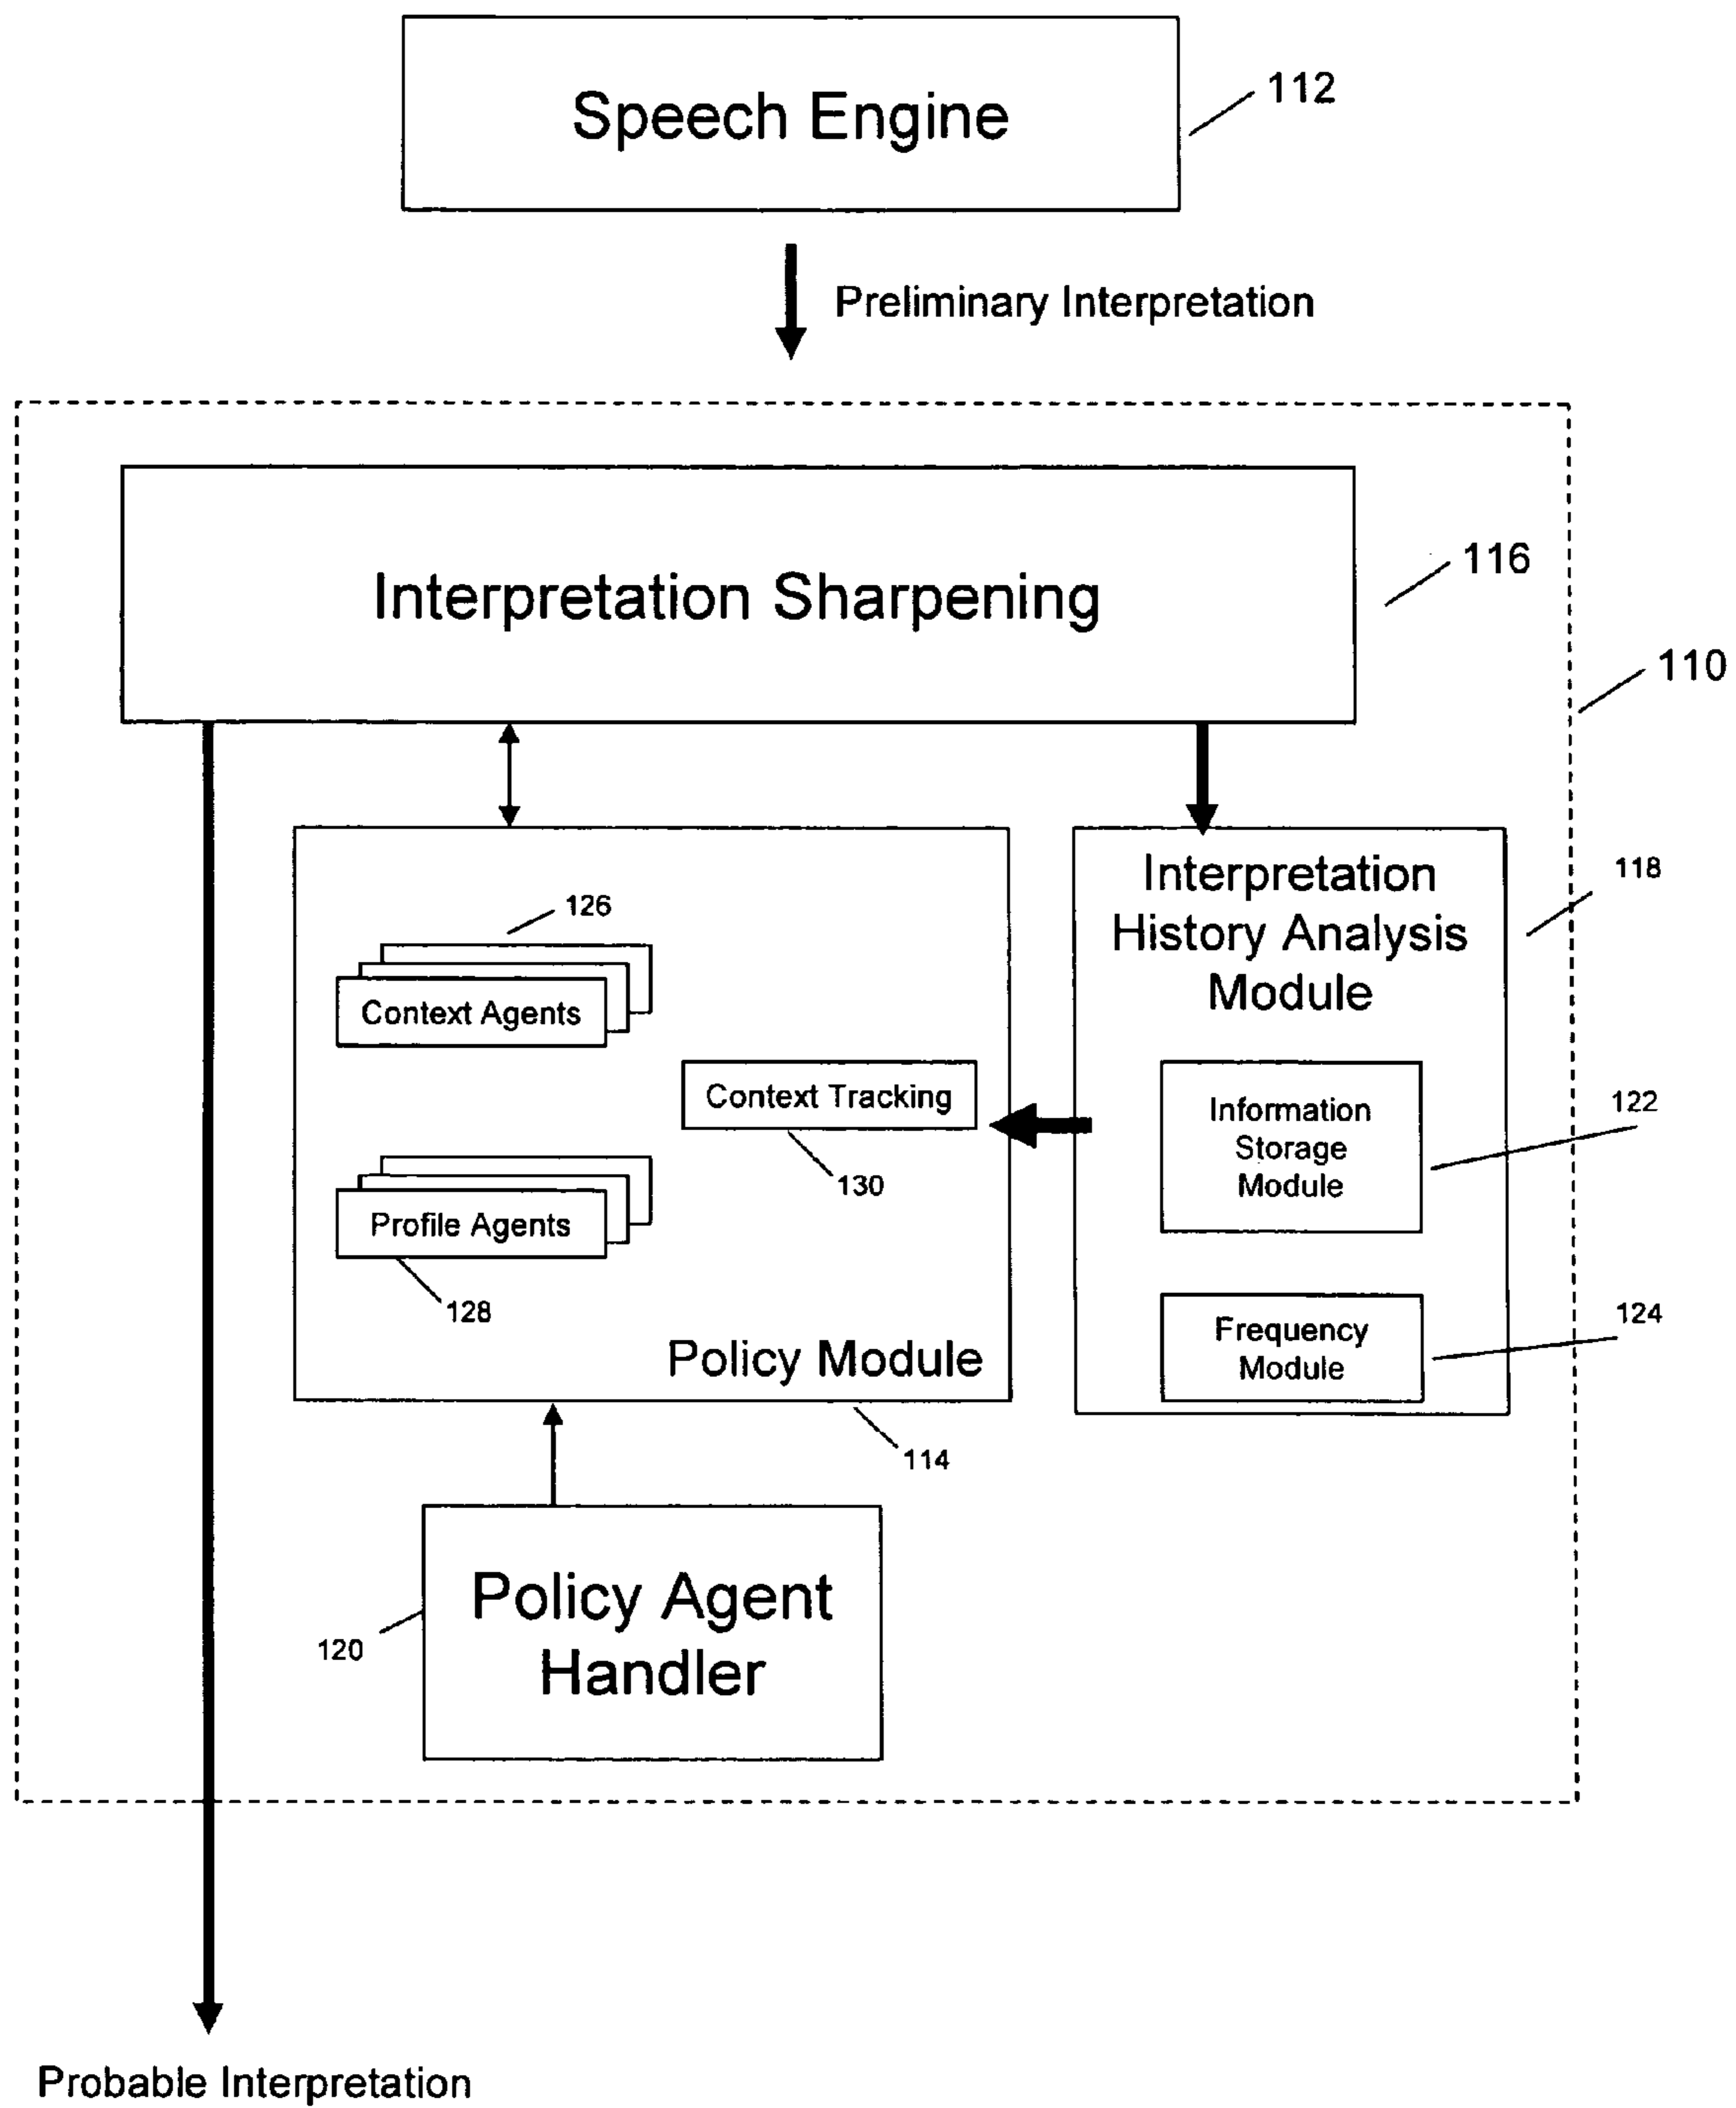 Speech Engine
112
Preliminary Interpretation
Interpretation Sharpening
116
110
Interpretation
History Analysis
Module
118
126
Context Agents
Context Tracking
130
Information
Storage
Module
122
Profile Agents
128
Frequency
Module
124
Policy Module
114
Policy Agent
Handler
120
Probable Interpretation